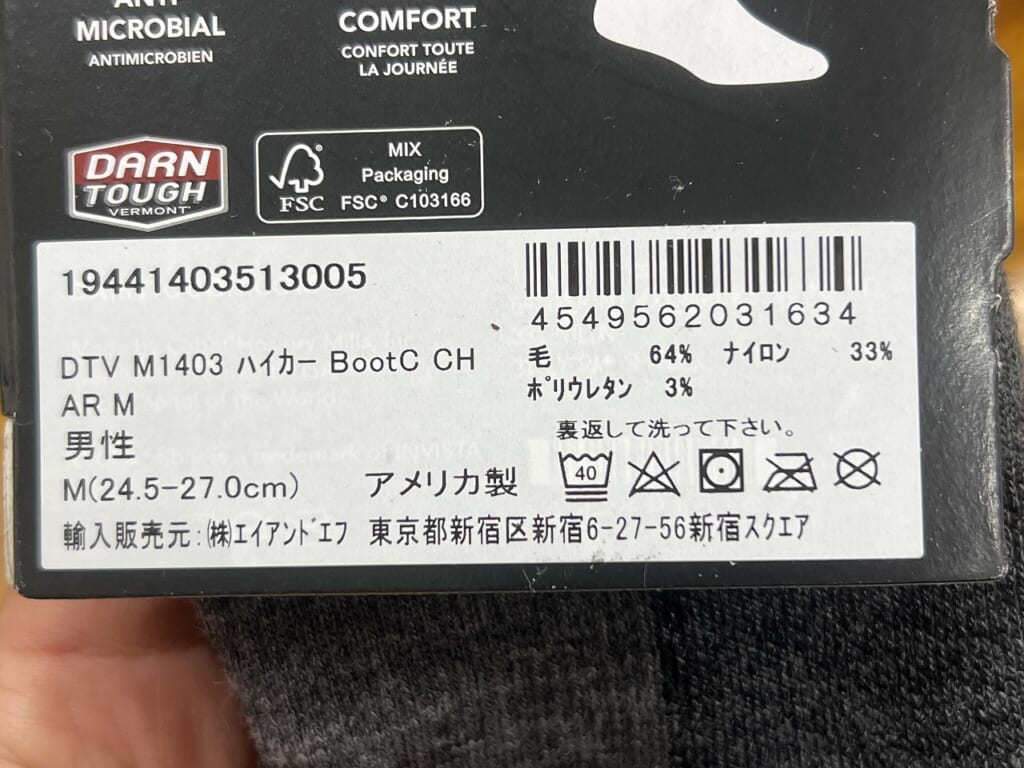 ANTI-
MICROBIAL
ANTIMICROBIEN
COMFORT
CONFORT TOUTE
LA JOURNÉE
DARN
TOUGH
VERMONT
FSC
MIX
Packaging
FSC® C103166
19441403513005
4549562031634
DTV M1403 ハイカー BootC CH
AR M
男性
M(24.5-27.0cm) アメリカ製
毛 64% ナイロン 33%
ポリウレタン 3%
裏返して洗って下さい。
40
輸入販売元:㈱エイアンドエフ 東京都新宿区新宿6-27-56新宿スクエア